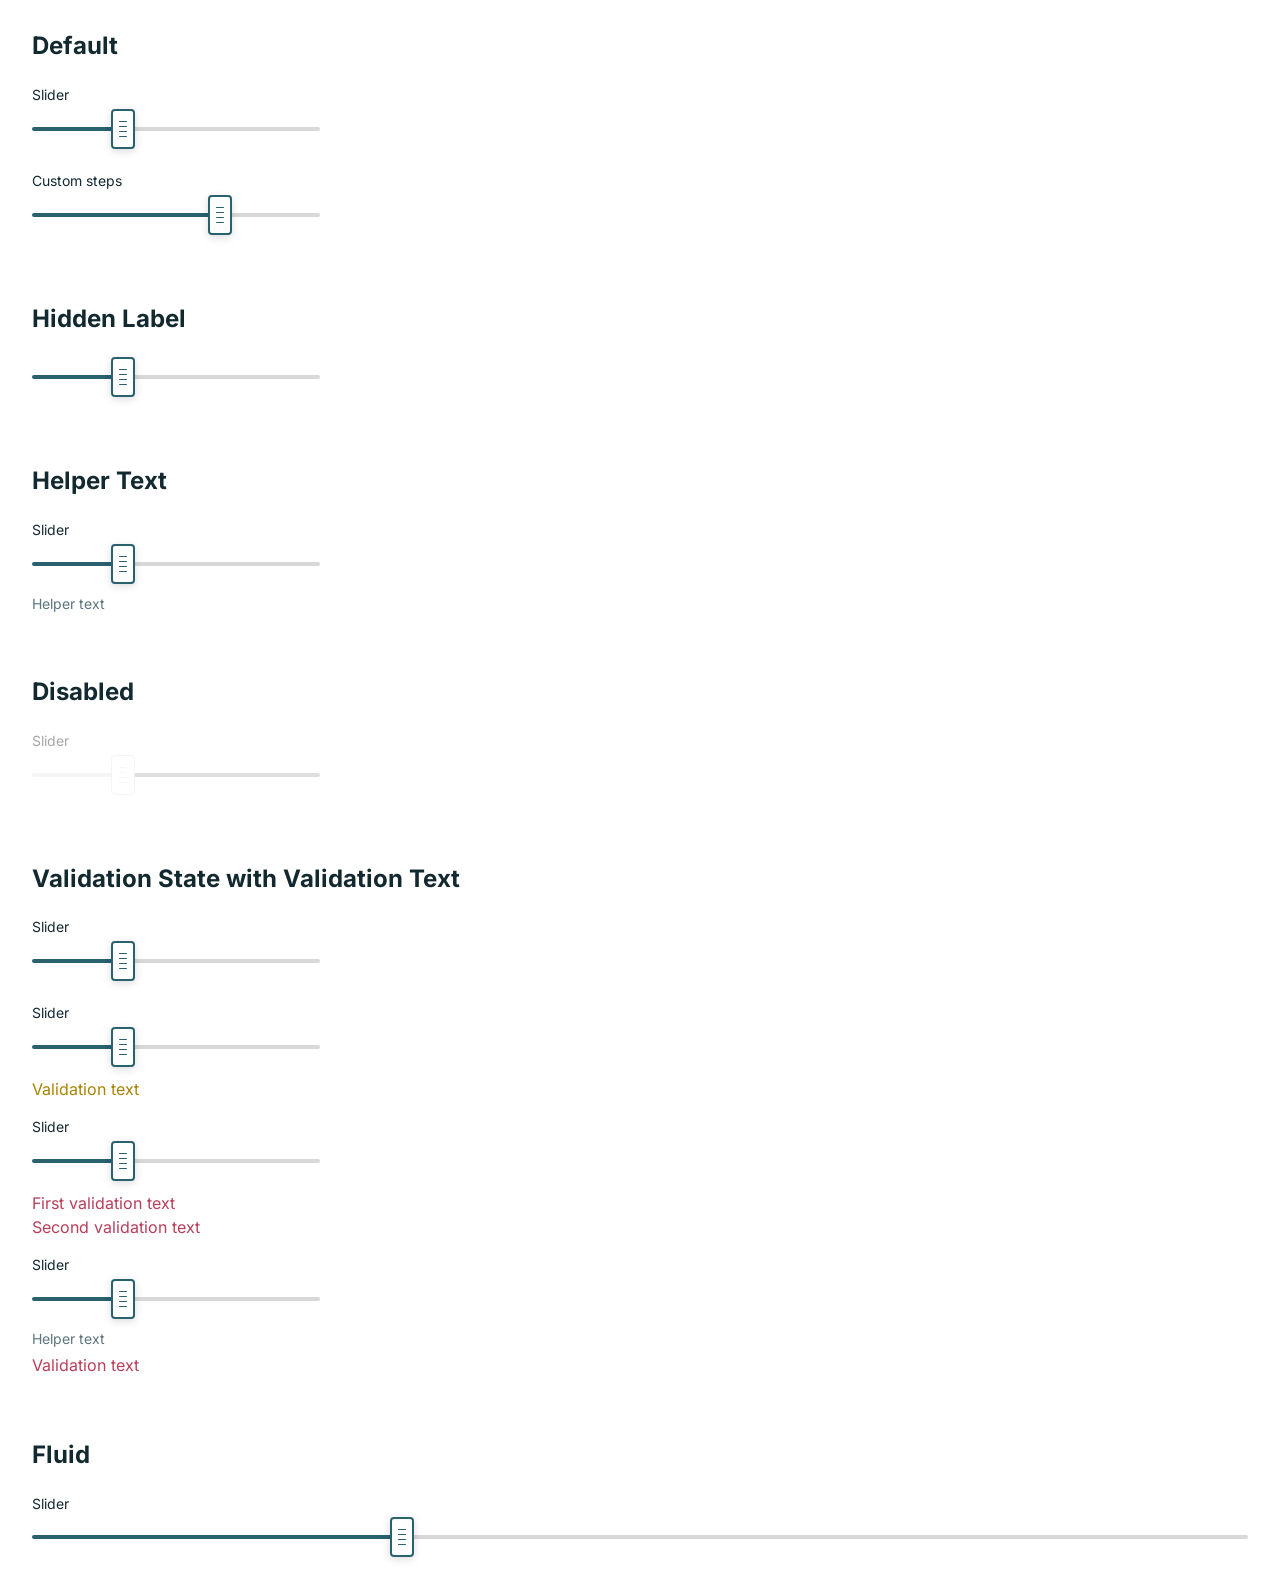 Default
Slider
Custom steps
Hidden Label
Helper Text
Slider
Helper text
Disabled
Slider
Validation State with Validation Text
Slider
Slider
Validation text
Slider
First validation text
Second validation text
Slider
Helper text
Validation text
Fluid
Slider